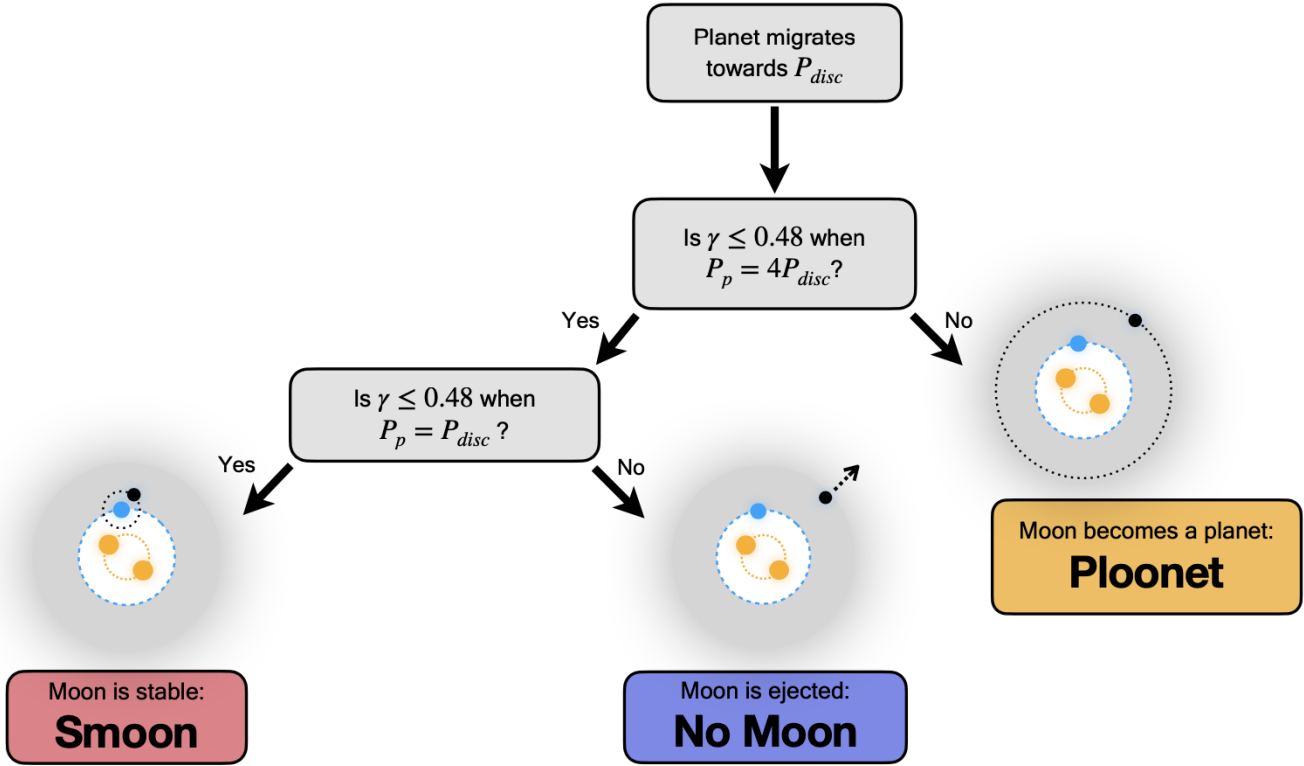 Planet migrates
towards P_disc
Is γ ≤ 0.48 when
P_p = 4P_disc?
Yes
No
Is γ ≤ 0.48 when
P_p = P_disc ?
Yes
No
Moon becomes a planet:
Ploonet
Moon is stable:
Smoon
Moon is ejected:
No Moon